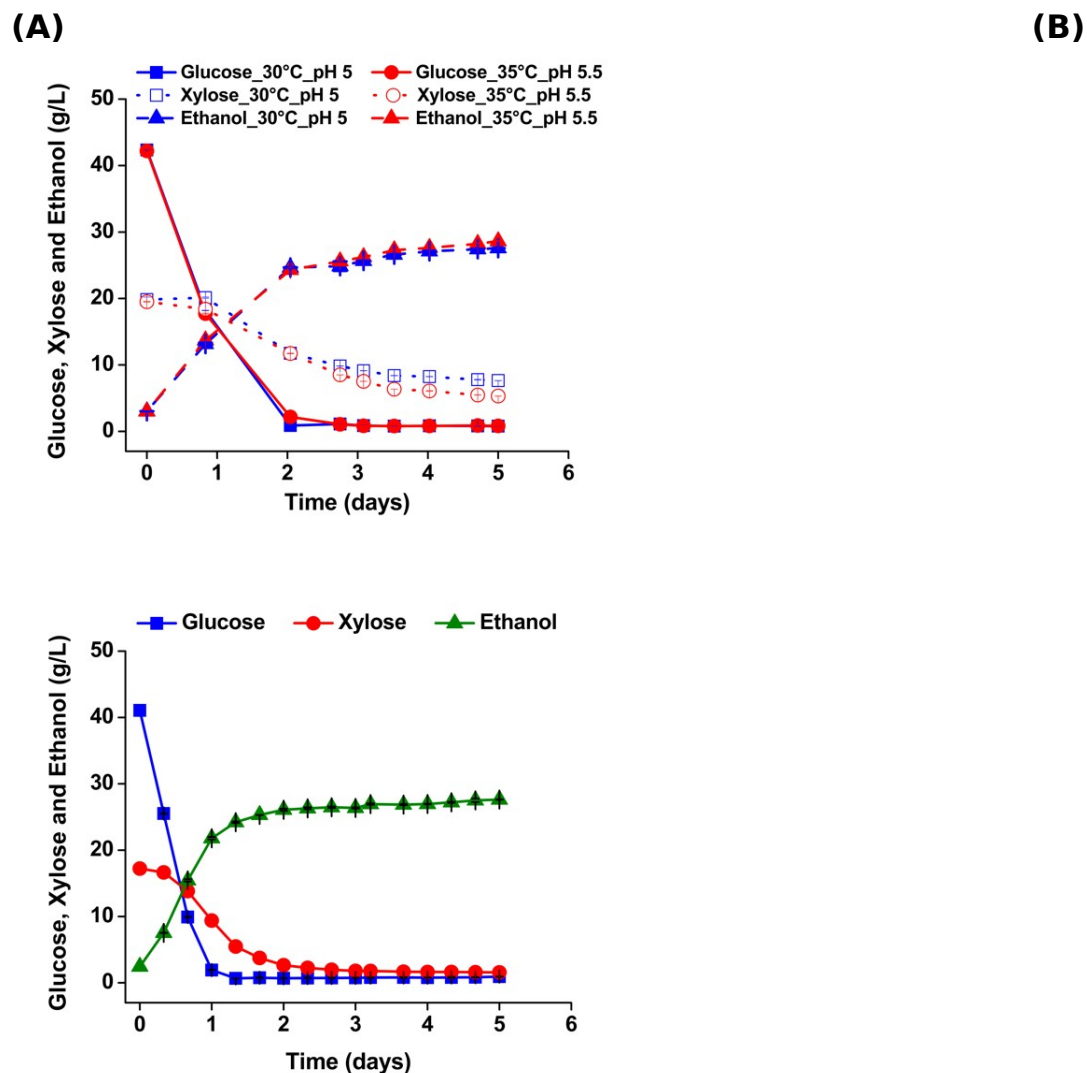 (A) (B)
Glucose_30°C_pH 5 Glucose_35°C_pH 5.5
Xylose_30°C_pH 5 Xylose_35°C_pH 5.5
Ethanol_30°C_pH 5 Ethanol_35°C_pH 5.5
Glucose, Xylose and Ethanol (g/L)
50
40
30
20
10
0
0 1 2 3 4 5 6
Time (days)
Glucose Xylose Ethanol
Glucose, Xylose and Ethanol (g/L)
50
40
30
20
10
0
0 1 2 3 4 5 6
Time (days)